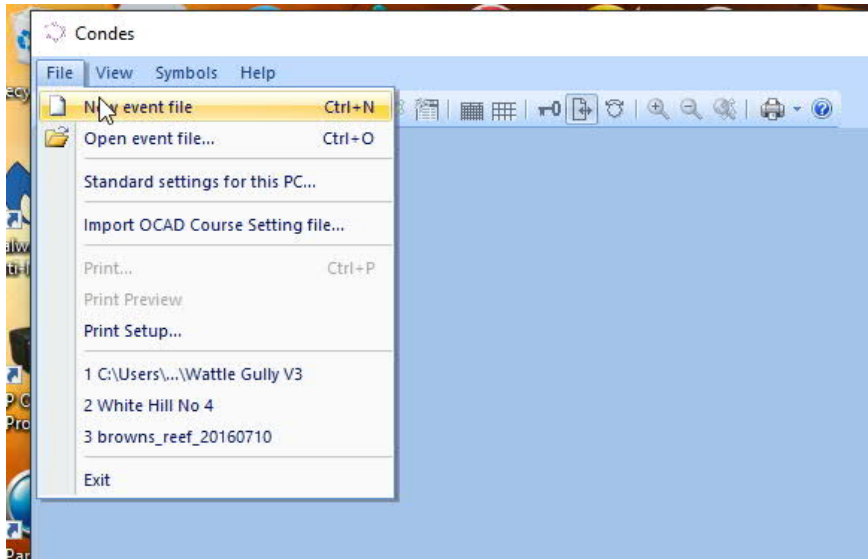 Condes
File View Symbols Help
New event file Ctrl+N
Open event file... Ctrl+O
Standard settings for this PC...
Import OCAD Course Setting file...
Print... Ctrl+P
Print Preview
Print Setup...
1 C:\Users\...\Wattle Gully V3
2 White Hill No 4
3 browns_reef_20160710
Exit